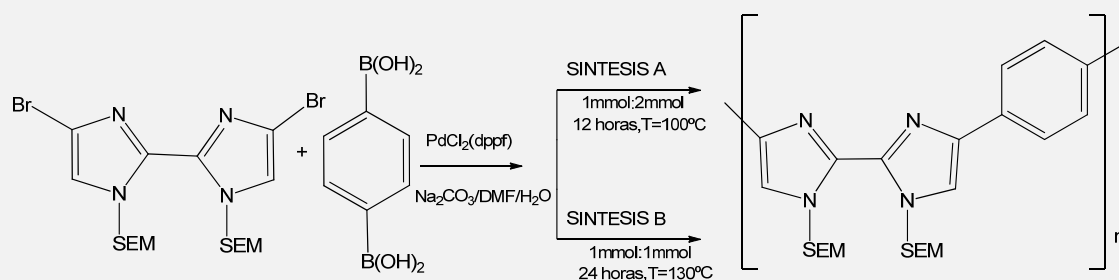 B(OH)₂
Br
Br
N
N
N
N
SEM
SEM
+
B(OH)₂
PdCl₂(dppf)
Na₂CO₃/DMF/H₂O
SINTESIS A
1mmol:2mmol
12 horas,T=100ºC
SINTESIS B
1mmol:1mmol
24 horas,T=130ºC
N
N
N
N
SEM
SEM
n